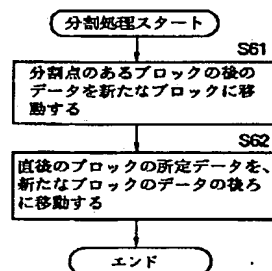 分割処理スタート
S61
分割点のあるブロックの後の
データを新たなブロックに移
動する
S62
直後のブロックの所定データを、
新たなブロックのデータの後ろ
に移動する
エンド